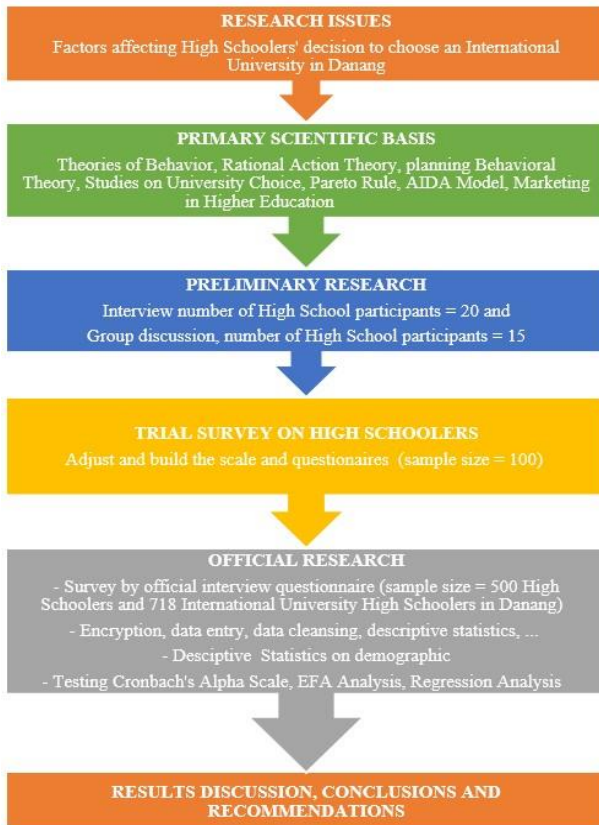 RESEARCH ISSUES
Factors affecting High Schoolers' decision to choose an International
University in Danang
PRIMARY SCIENTIFIC BASIS
Theories of Behavior, Rational Action Theory, planning Behavioral
Theory, Studies on University Choice, Pareto Rule, AIDA Model, Marketing
in Higher Education
PRELIMINARY RESEARCH
Interview number of High School participants = 20 and
Group discussion, number of High School participants = 15
TRIAL SURVEY ON HIGH SCHOOLERS
Adjust and build the scale and questionaires (sample size = 100)
OFFICIAL RESEARCH
- Survey by official interview questionnaire (sample size = 500 High
Schoolers and 718 International University High Schoolers in Danang)
- Encryption, data entry, data cleansing, descriptive statistics, ...
- Desciptive Statistics on demographic
- Testing Cronbach's Alpha Scale, EFA Analysis, Regression Analysis
RESULTS DISCUSSION, CONCLUSIONS AND
RECOMMENDATIONS